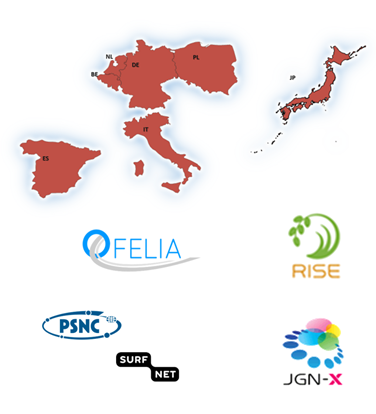 NL
DE
PL
BE
JP
IT
ES
OFELIA
RISE
PSNC
SURF
NET
JGN-X